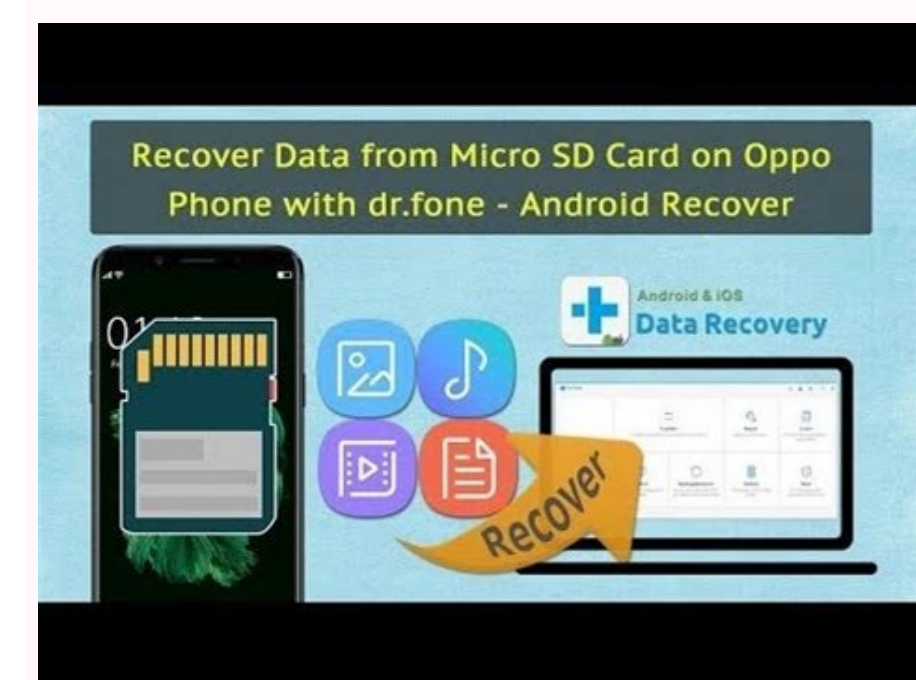 Recover Data from Micro SD Card on Oppo
Phone with dr.fone - Android Recover
Android & iOS
Data Recovery
Recover